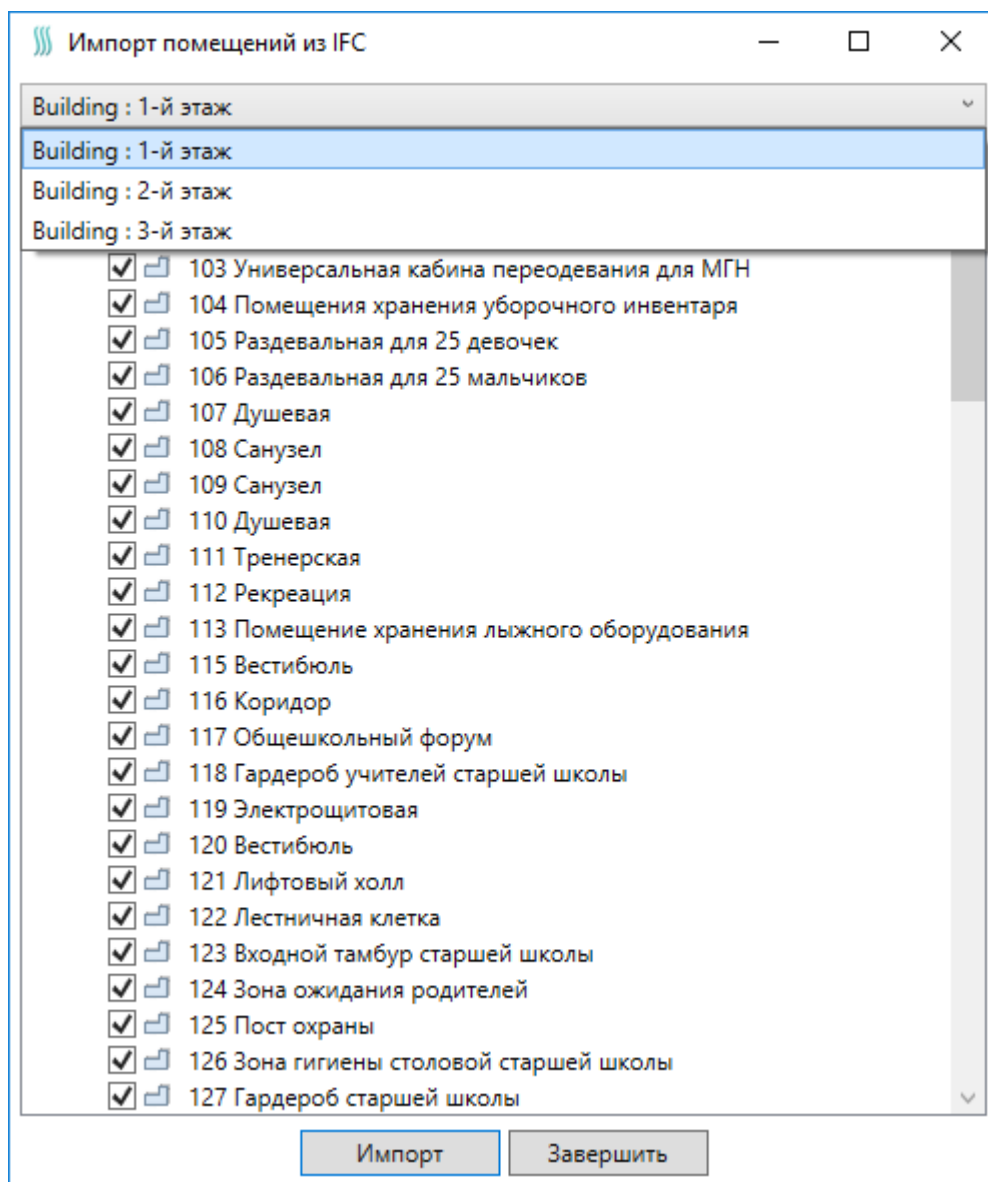 Импорт помещений из IFC
Building : 1-й этаж
Building : 1-й этаж
Building : 2-й этаж
Building : 3-й этаж
103 Универсальная кабина переодевания для МГН
104 Помещения хранения уборочного инвентаря
105 Раздевальная для 25 девочек
106 Раздевальная для 25 мальчиков
107 Душевая
108 Санузел
109 Санузел
110 Душевая
111 Тренерская
112 Рекреация
113 Помещение хранения лыжного оборудования
115 Вестибюль
116 Коридор
117 Общешкольный форум
118 Гардероб учителей старшей школы
119 Электрощитовая
120 Вестибюль
121 Лифтовый холл
122 Лестничная клетка
123 Входной тамбур старшей школы
124 Зона ожидания родителей
125 Пост охраны
126 Зона гигиены столовой старшей школы
127 Гардероб старшей школы
Импорт Завершить